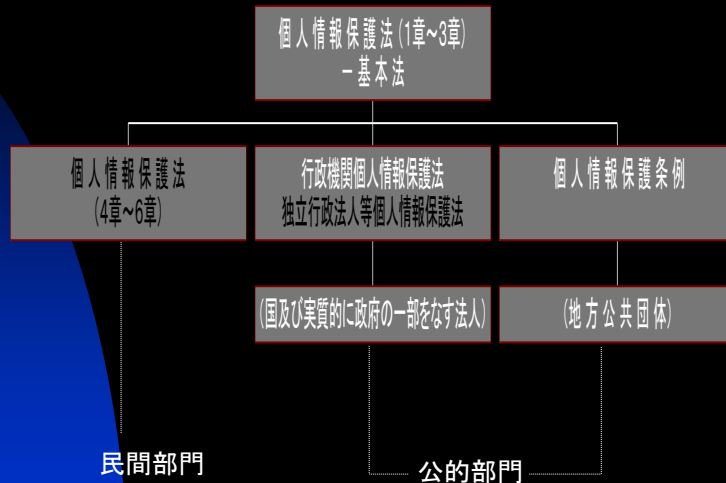 個人情報保護法(1章~3章)
ー基本法
個人情報保護法
(4章~6章)
行政機関個人情報保護法
独立行政法人等個人情報保護法
個人情報保護条例
(国及び実質的に政府の一部をなす法人)
(地方公共団体)
民間部門
公的部門